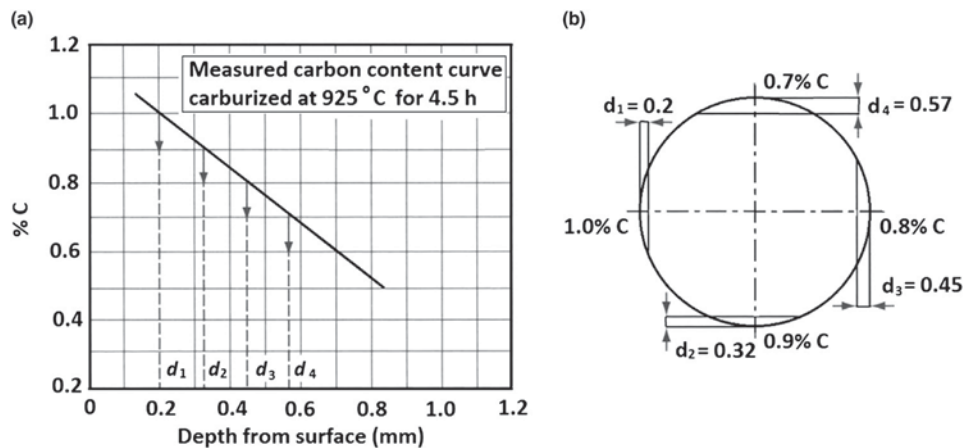 (a)
1.2
1.0
0.8
0.6
0.4
0.2
% C
Measured carbon content curve
carburized at 925°C for 4.5 h
d1 d2 d3 d4
0 0.2 0.4 0.6 0.8 1.0 1.2
Depth from surface (mm)
(b)
0.7% C
d1 = 0.2
d4 = 0.57
1.0% C
0.8% C
d3 = 0.45
d2 = 0.32
0.9% C